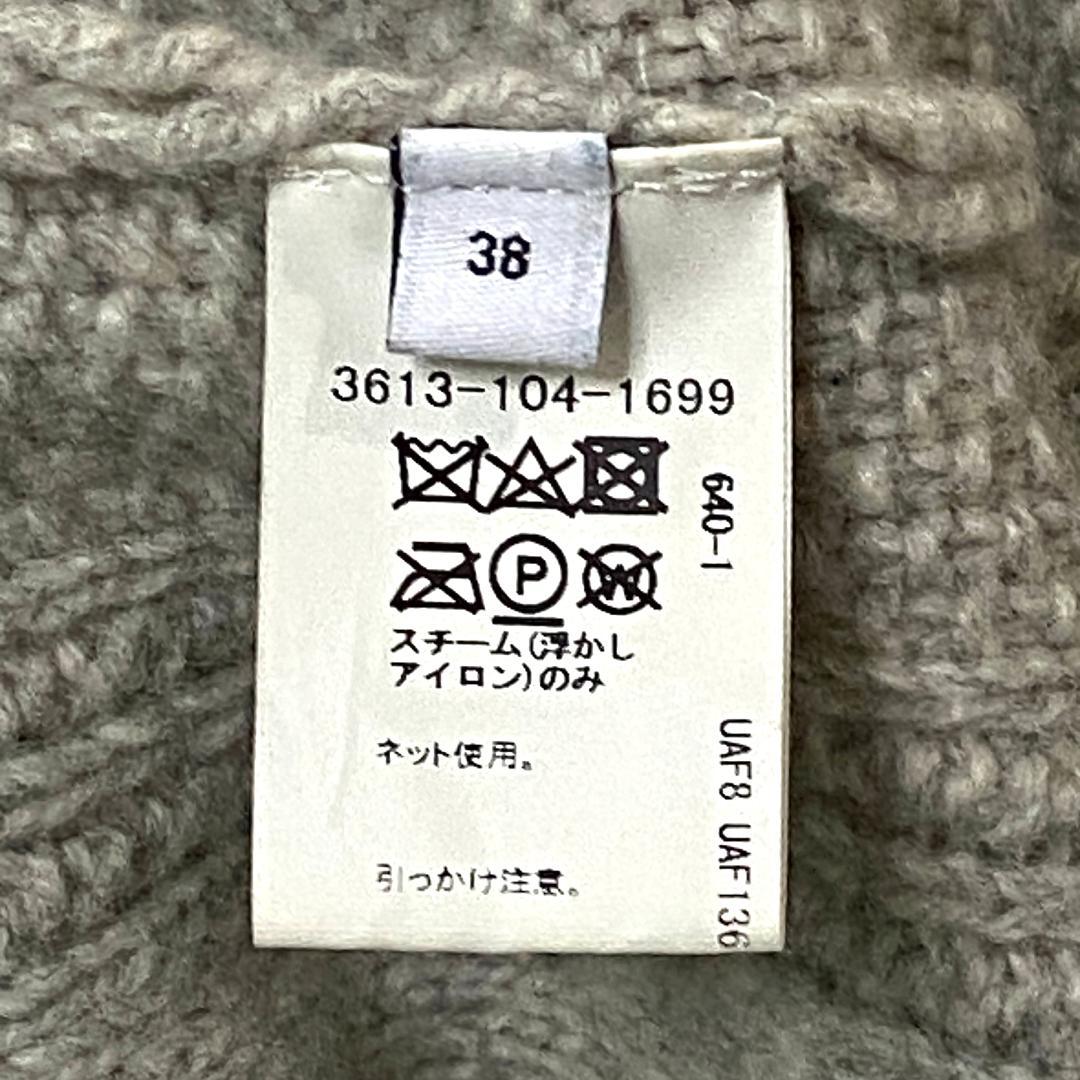 38
3613-104-1699
640-1
P
W
スチーム(浮かし
アイロン)のみ
ネット使用。
引っかけ注意。
UAF8 UAF136